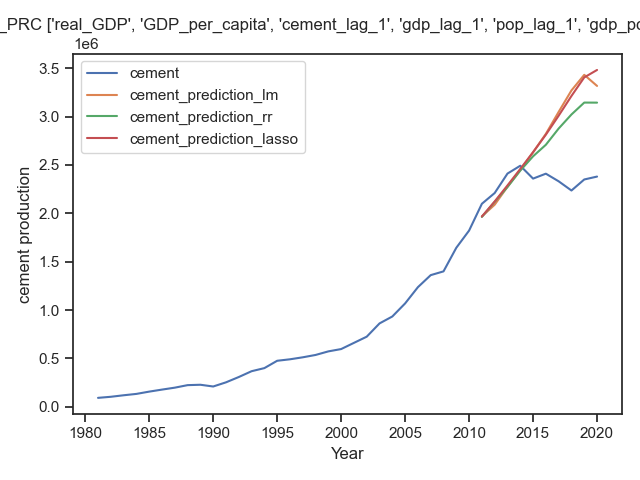 _PRC ['real_GDP', 'GDP_per_capita', 'cement_lag_1', 'gdp_lag_1', 'pop_lag_1',
1e6
3.5
3.0
2.5
2.0
1.5
1.0
0.5
0.0
cement production
cement
cement_prediction_lm
cement_prediction_rr
cement_prediction_lasso
1980
1985
1990
1995
2000
2005
2010
2015
2020
Year